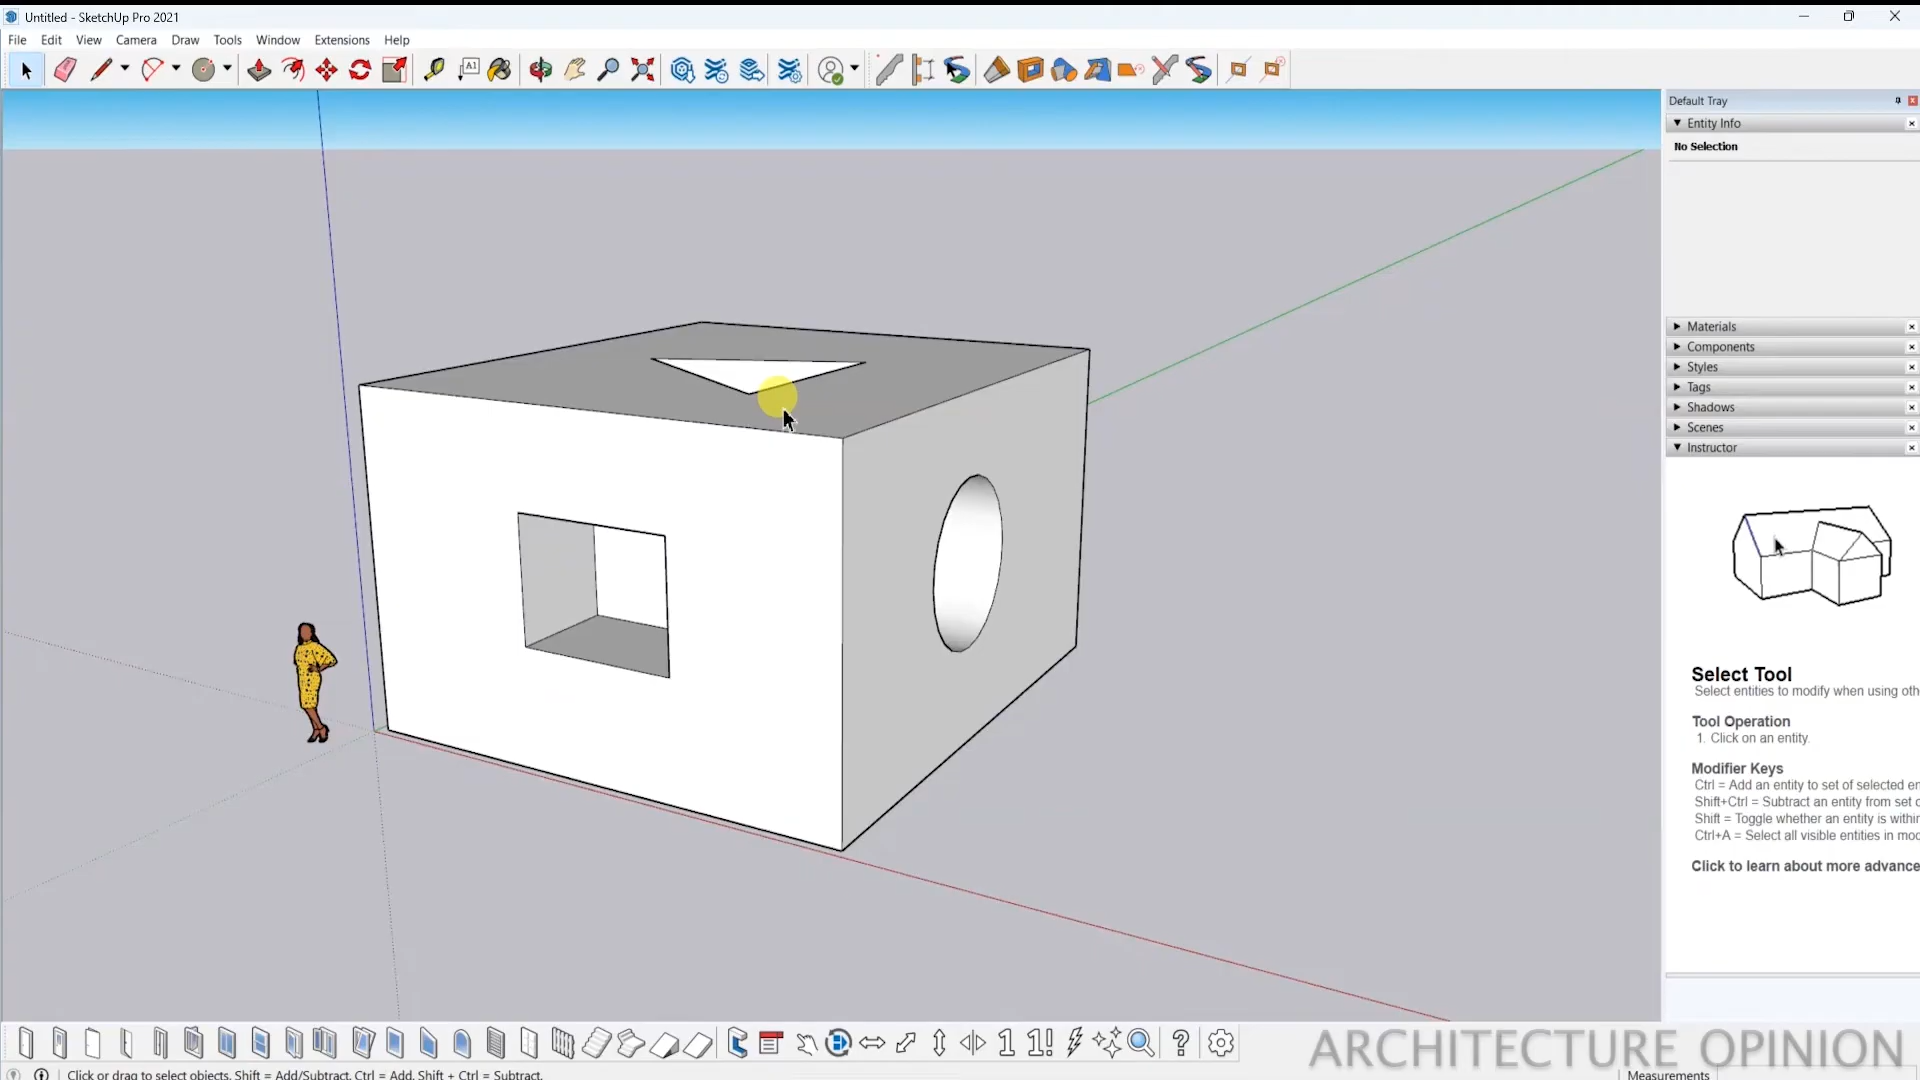 Untitled - SketchUp Pro 2021
File Edit View Camera Draw Tools Window Extensions Help
A1
Default Tray
Entity Info
No Selection
Materials
Components
Styles
Tags
Shadows
Scenes
Instructor
Select Tool
Select entities to modify when using oth
Tool Operation
1. Click on an entity.
Modifier Keys
Ctrl = Add an entity to set of selected en
Shift+Ctrl = Subtract an entity from set o
Shift = Toggle whether an entity is within
Ctrl+A = Select all visible entities in mod
Click to learn about more advance
1 1! ?
ARCHITECTURE OPINION
Click or drag to select objects. Shift = Add/Subtract. Ctrl = Add. Shift + Ctrl = Subtract.
Measurements